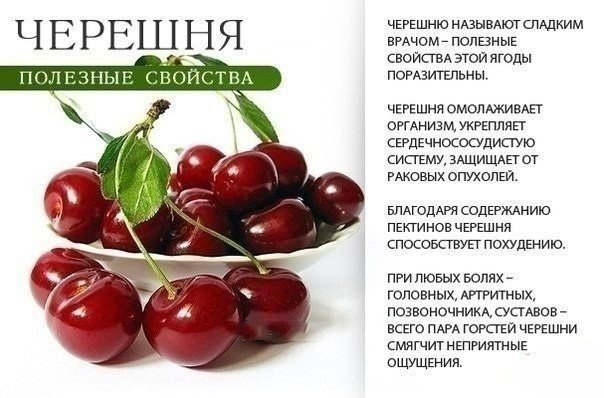 ЧЕРЕШНЯ
ПОЛЕЗНЫЕ СВОЙСТВА
ЧЕРЕШНЮ НАЗЫВАЮТ СЛАДКИМ
ВРАЧОМ – ПОЛЕЗНЫЕ
СВОЙСТВА ЭТОЙ ЯГОДЫ
ПОРАЗИТЕЛЬНЫ.
ЧЕРЕШНЯ ОМОЛАЖИВАЕТ
ОРГАНИЗМ, УКРЕПЛЯЕТ
СЕРДЕЧНОСОСУДИСТУЮ
СИСТЕМУ, ЗАЩИЩАЕТ ОТ
РАКОВЫХ ОПУХОЛЕЙ.
БЛАГОДАРЯ СОДЕРЖАНИЮ
ПЕКТИНОВ ЧЕРЕШНЯ
СПОСОБСТВУЕТ ПОХУДЕНИЮ.
ПРИ ЛЮБЫХ БОЛЯХ –
ГОЛОВНЫХ, АРТРИТНЫХ,
ПОЗВОНОЧНИКА, СУСТАВОВ –
ВСЕГО ПАРА ГОРСТЕЙ ЧЕРЕШНИ
СМЯГЧИТ НЕПРИЯТНЫЕ
ОЩУЩЕНИЯ.